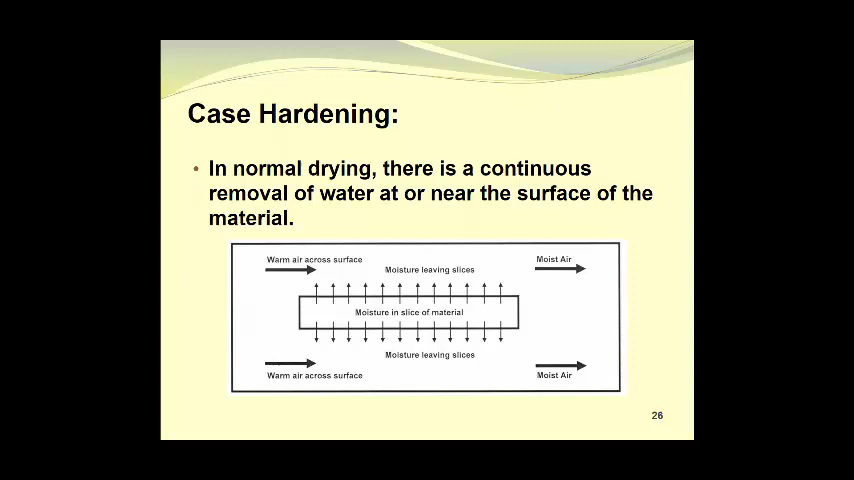 Case Hardening:
• In normal drying, there is a continuous
removal of water at or near the surface of the
material.
Warm air across surface
Moist Air
Moisture leaving slices
Moisture in slice of material
Moisture leaving slices
Warm air across surface
Moist Air
26